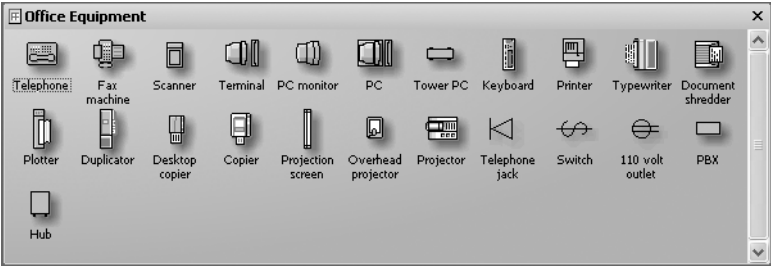 Office Equipment
Telephone Fax machine Scanner Terminal PC monitor PC Tower PC Keyboard Printer Typewriter Document shredder
Plotter Duplicator Desktop copier Copier Projection screen Overhead projector Projector Telephone jack Switch 110 volt outlet PBX
Hub